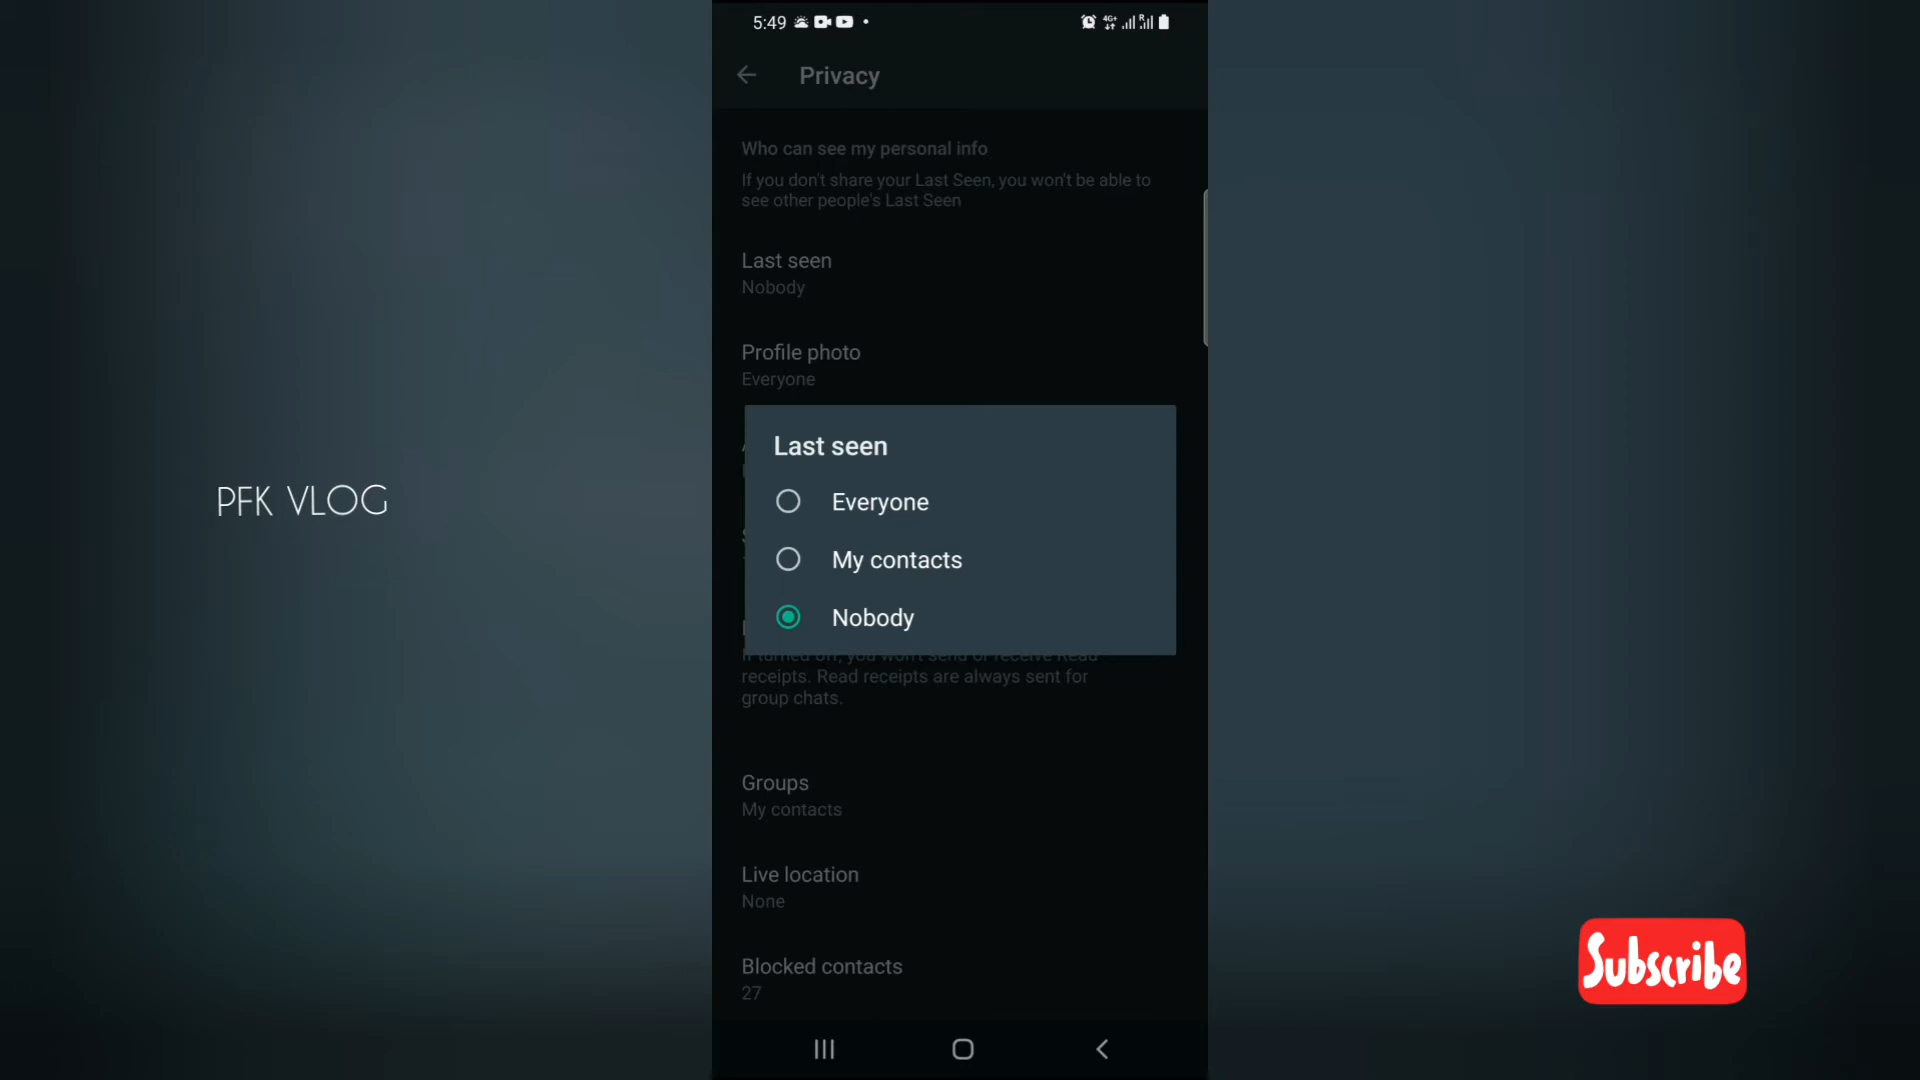 5:49
4G+
R
Privacy
Who can see my personal info
If you don't share your Last Seen, you won't be able to
see other people's Last Seen
Last seen
Nobody
Profile photo
Everyone
Last seen
Everyone
My contacts
Nobody
receipts. Read receipts are always sent for
group chats.
Groups
My contacts
Live location
None
Blocked contacts
27
PFK VLOG
Subscribe